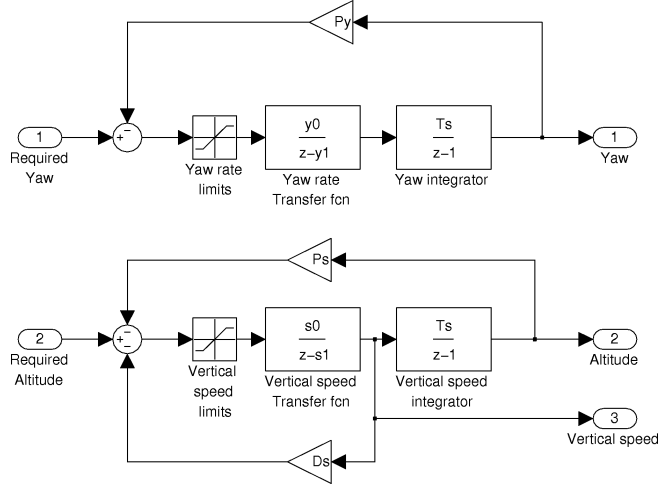 Py
1
Required
Yaw
+
−
Yaw rate
limits
y0
z−y1
Yaw rate
Transfer fcn
Ts
z−1
Yaw integrator
1
Yaw
Ps
2
Required
Altitude
+
−
−
Vertical
speed
limits
s0
z−s1
Vertical speed
Transfer fcn
Ts
z−1
Vertical speed
integrator
2
Altitude
3
Vertical speed
Ds